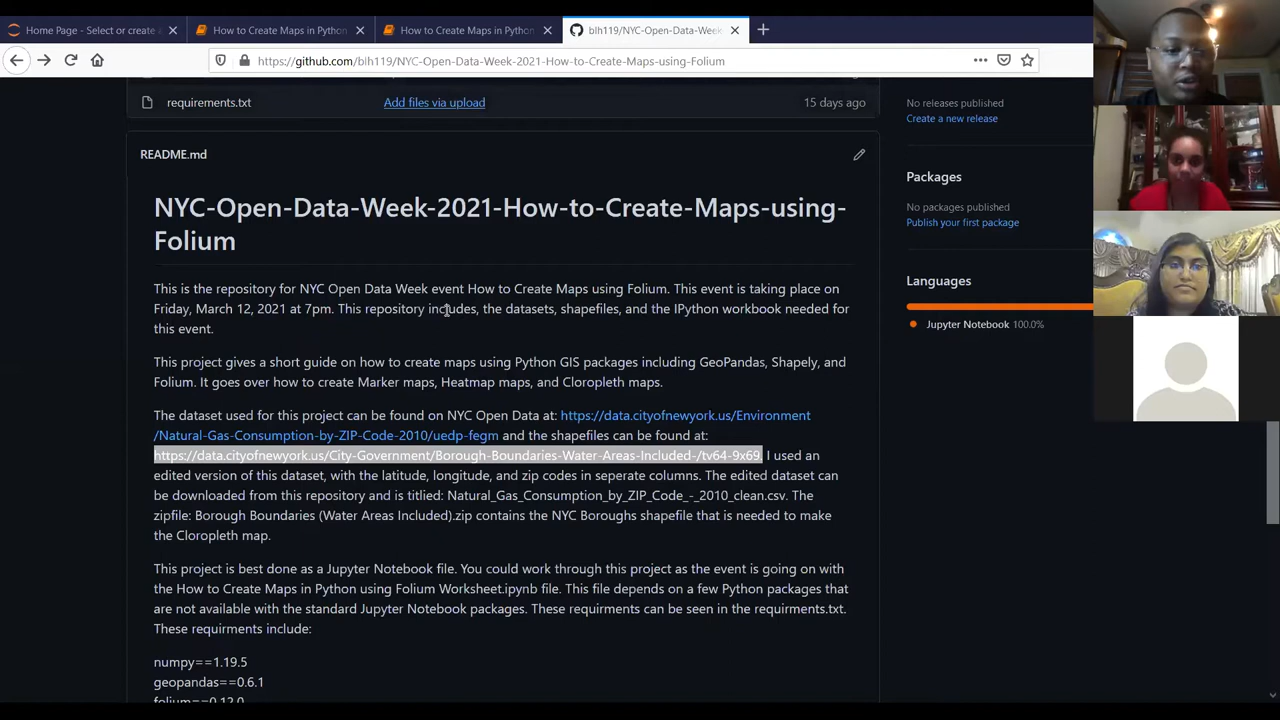 Home Page - Select or create a
How to Create Maps in Python
How to Create Maps in Python
blh119/NYC-Open-Data-Week
https://github.com/blh119/NYC-Open-Data-Week-2021-How-to-Create-Maps-using-Folium
requirements.txt
Add files via upload
15 days ago
No releases published
Create a new release
README.md
Packages
No packages published
Publish your first package
Languages
Jupyter Notebook 100.0%
NYC-Open-Data-Week-2021-How-to-Create-Maps-using-
Folium
This is the repository for NYC Open Data Week event How to Create Maps using Folium. This event is taking place on
Friday, March 12, 2021 at 7pm. This repository includes, the datasets, shapefiles, and the IPython workbook needed for
this event.
This project gives a short guide on how to create maps using Python GIS packages including GeoPandas, Shapely, and
Folium. It goes over how to create Marker maps, Heatmap maps, and Cloropleth maps.
The dataset used for this project can be found on NYC Open Data at: https://data.cityofnewyork.us/Environment
/Natural-Gas-Consumption-by-ZIP-Code-2010/uedp-fegm and the shapefiles can be found at:
https://data.cityofnewyork.us/City-Government/Borough-Boundaries-Water-Areas-Included-/tv64-9x69. I used an
edited version of this dataset, with the latitude, longitude, and zip codes in seperate columns. The edited dataset can
be downloaded from this repository and is titlied: Natural_Gas_Consumption_by_ZIP_Code_-_2010_clean.csv. The
zipfile: Borough Boundaries (Water Areas Included).zip contains the NYC Boroughs shapefile that is needed to make
the Cloropleth map.
This project is best done as a Jupyter Notebook file. You could work through this project as the event is going on with
the How to Create Maps in Python using Folium Worksheet.ipynb file. This file depends on a few Python packages that
are not available with the standard Jupyter Notebook packages. These requirments can be seen in the requirments.txt.
These requirments include:
numpy==1.19.5
geopandas==0.6.1
folium==0.12.0